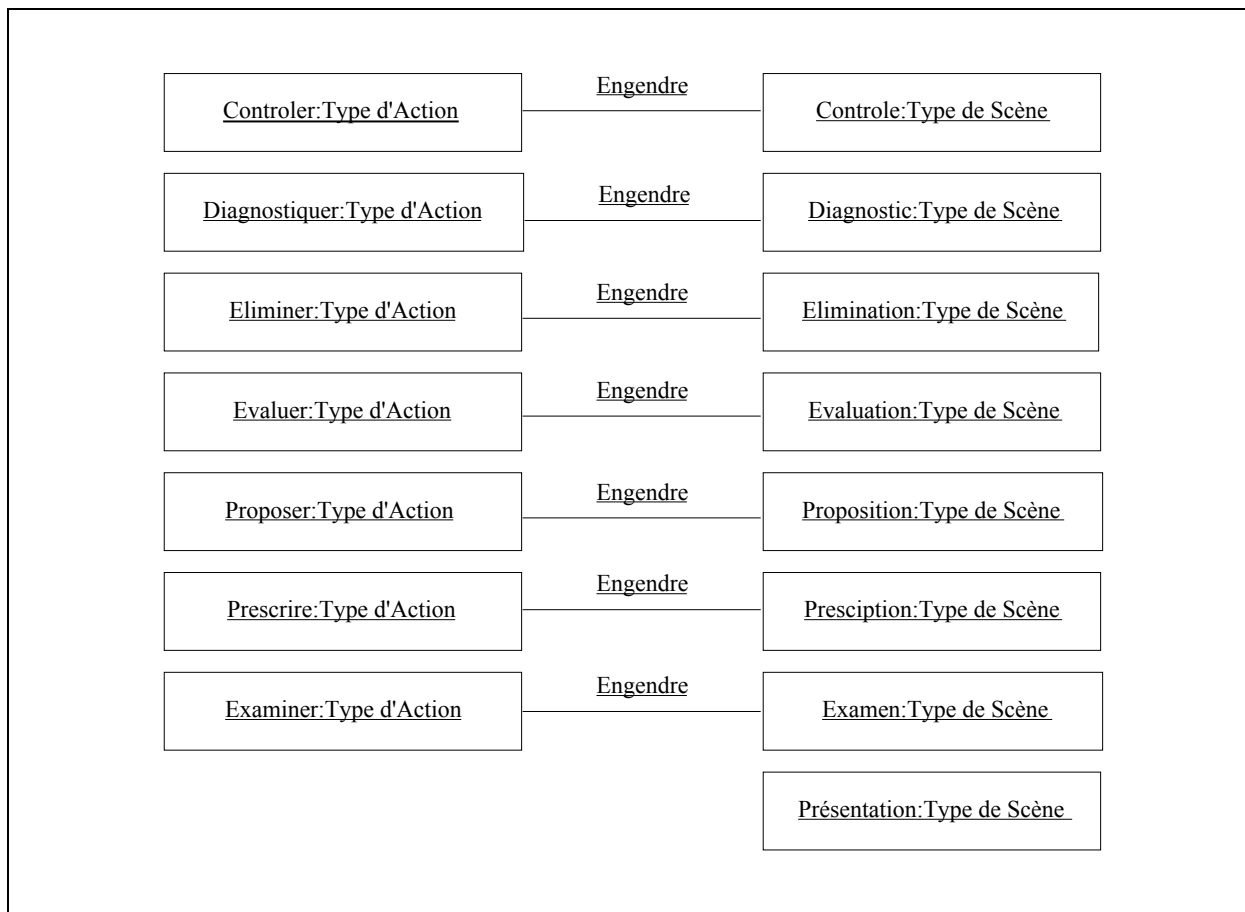 Engendre
Controler:Type d'Action
Controle:Type de Scène
Engendre
Diagnostiquer:Type d'Action
Diagnostic:Type de Scène
Engendre
Eliminer:Type d'Action
Elimination:Type de Scène
Engendre
Evaluer:Type d'Action
Evaluation:Type de Scène
Engendre
Proposer:Type d'Action
Proposition:Type de Scène
Engendre
Prescrire:Type d'Action
Presciption:Type de Scène
Engendre
Examiner:Type d'Action
Examen:Type de Scène
Présentation:Type de Scène